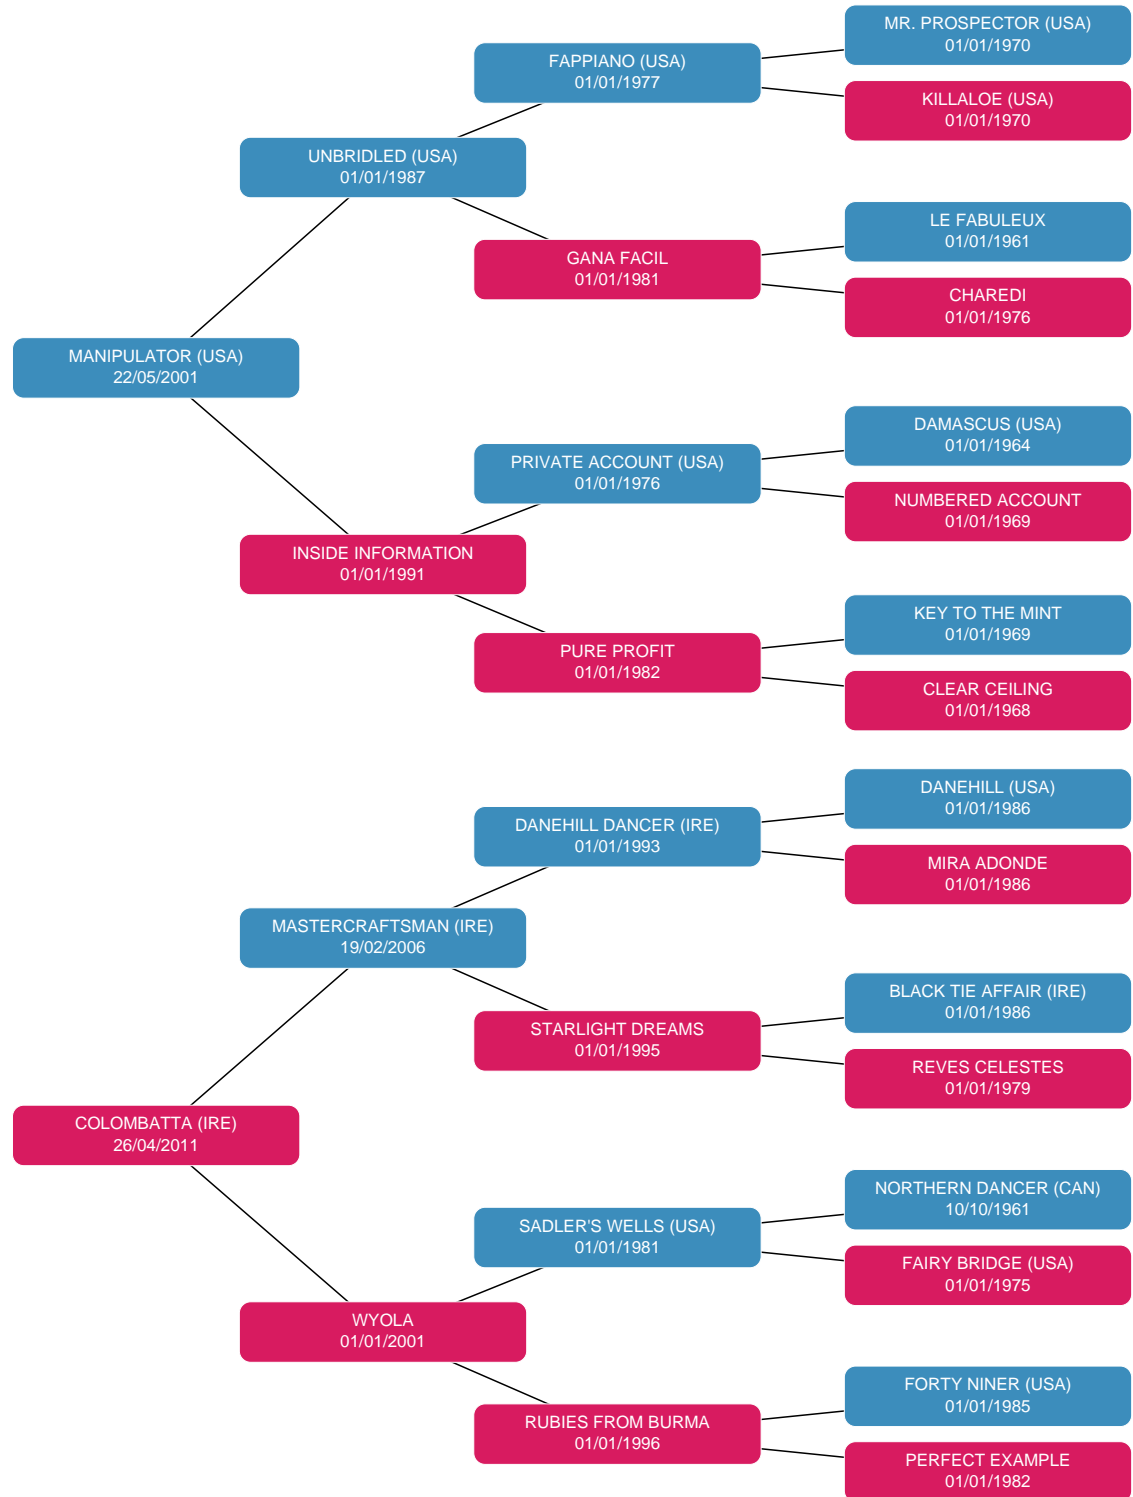 MR. PROSPECTOR (USA)
01/01/1970
FAPPIANO (USA)
01/01/1977
KILLALOE (USA)
01/01/1970
UNBRIDLED (USA)
01/01/1987
LE FABULEUX
01/01/1961
GANA FACIL
01/01/1981
CHAREDI
01/01/1976
MANIPULATOR (USA)
22/05/2001
DAMASCUS (USA)
01/01/1964
PRIVATE ACCOUNT (USA)
01/01/1976
NUMBERED ACCOUNT
01/01/1969
INSIDE INFORMATION
01/01/1991
KEY TO THE MINT
01/01/1969
PURE PROFIT
01/01/1982
CLEAR CEILING
01/01/1968
DANEHILL (USA)
01/01/1986
DANEHILL DANCER (IRE)
01/01/1993
MIRA ADONDE
01/01/1986
MASTERCRAFTSMAN (IRE)
19/02/2006
BLACK TIE AFFAIR (IRE)
01/01/1986
STARLIGHT DREAMS
01/01/1995
REVES CELESTES
01/01/1979
COLOMBATTA (IRE)
26/04/2011
NORTHERN DANCER (CAN)
10/10/1961
SADLER'S WELLS (USA)
01/01/1981
FAIRY BRIDGE (USA)
01/01/1975
WYOLA
01/01/2001
FORTY NINER (USA)
01/01/1985
RUBIES FROM BURMA
01/01/1996
PERFECT EXAMPLE
01/01/1982